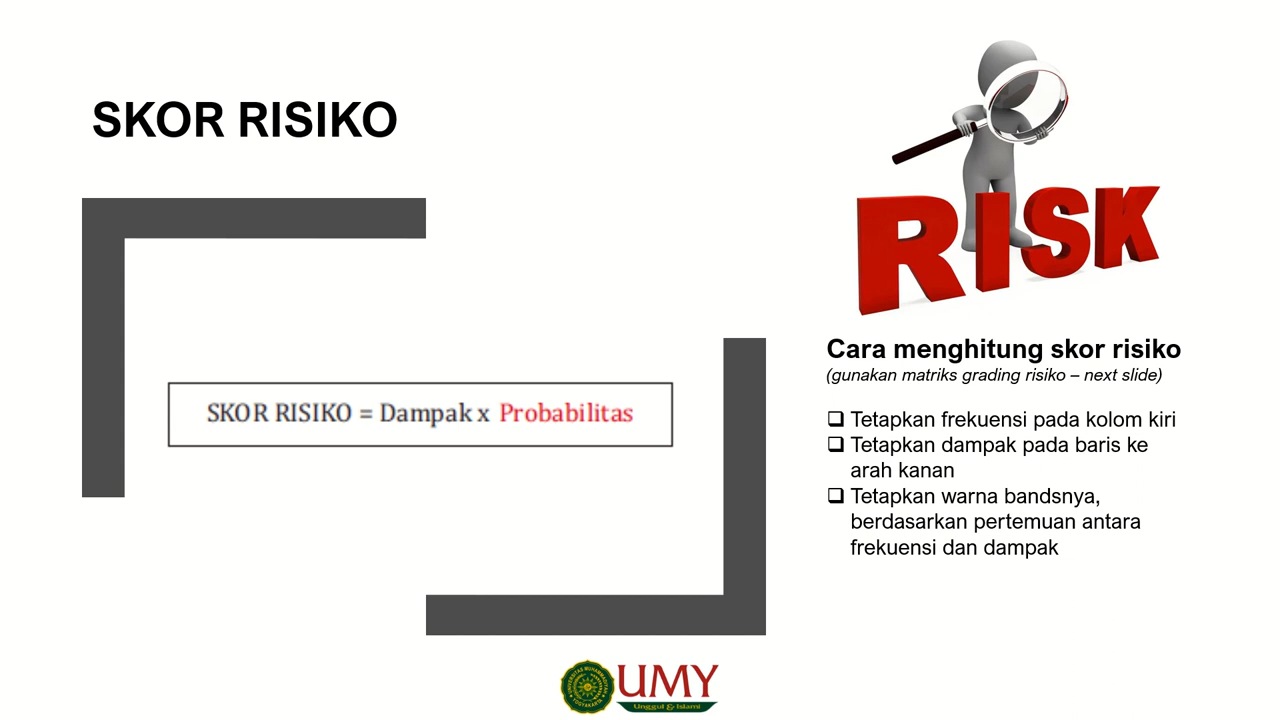 SKOR RISIKO
RISK
SKOR RISIKO = Dampak x Probabilitas
Cara menghitung skor risiko
(gunakan matriks grading risiko – next slide)
❑ Tetapkan frekuensi pada kolom kiri
❑ Tetapkan dampak pada baris ke
arah kanan
❑ Tetapkan warna bandsnya,
berdasarkan pertemuan antara
frekuensi dan dampak
UMY
Unggul & Islami